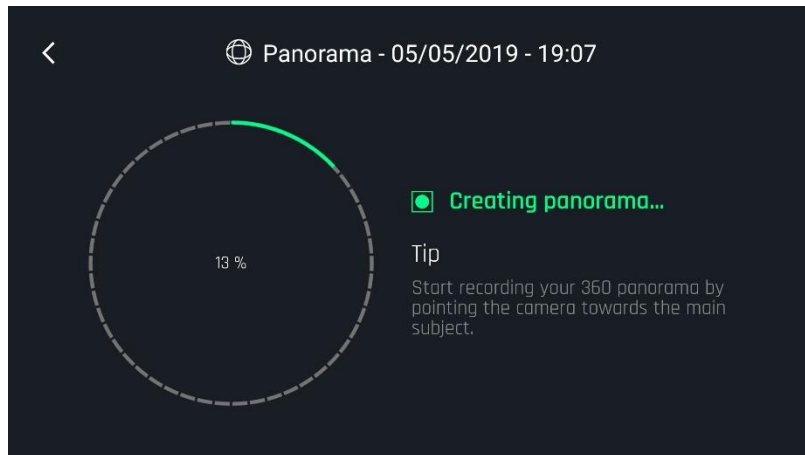 Panorama - 05/05/2019 - 19:07
13 %
Creating panorama...
Tip
Start recording your 360 panorama by
pointing the camera towards the main
subject.